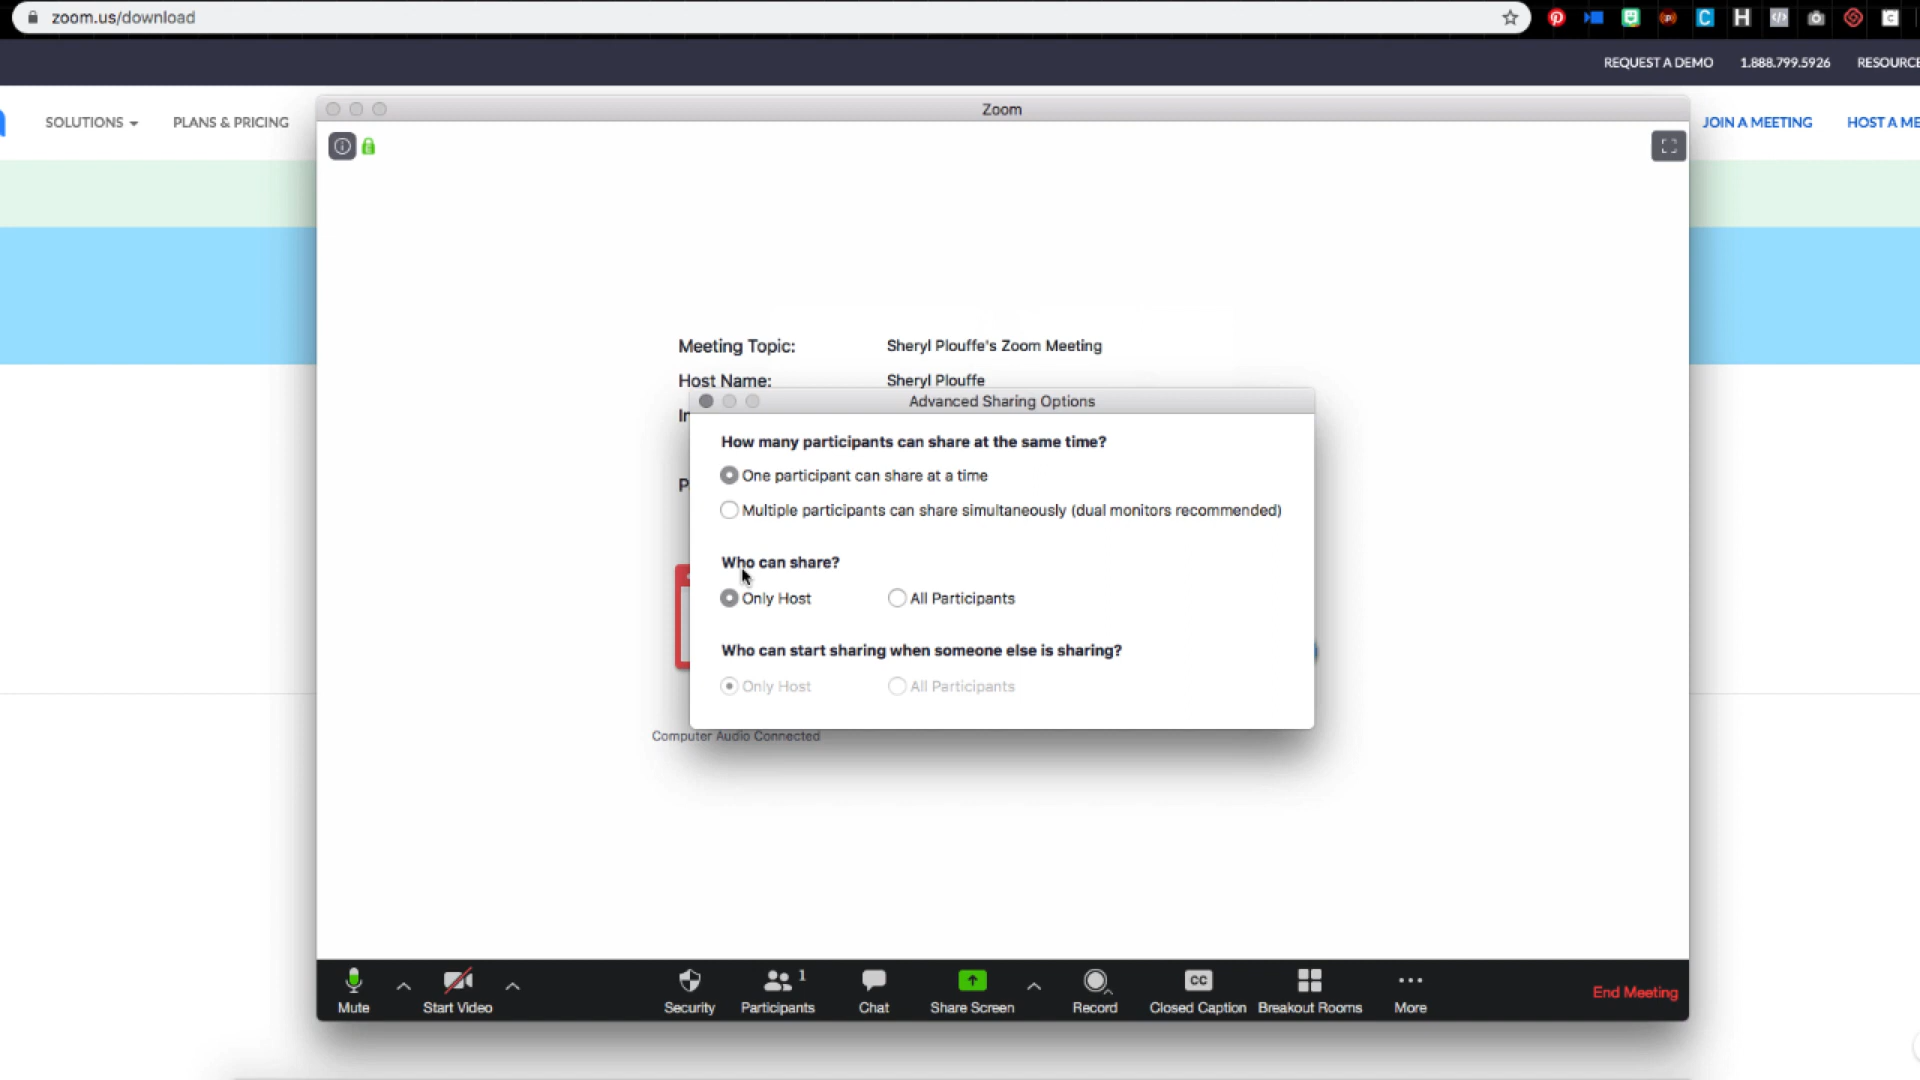 zoom.us/download
REQUEST A DEMO 1.888.799.5926
SOLUTIONS PLANS & PRICING
JOIN A MEETING HOST A ME
Zoom
Meeting Topic: Sheryl Plouffe's Zoom Meeting
Host Name: Sheryl Plouffe
Advanced Sharing Options
How many participants can share at the same time?
One participant can share at a time
Multiple participants can share simultaneously (dual monitors recommended)
Who can share?
Only Host All Participants
Who can start sharing when someone else is sharing?
Only Host All Participants
Computer Audio Connected
1
CC
Mute Start Video Security Participants Chat Share Screen Record Closed Caption Breakout Rooms More End Meeting